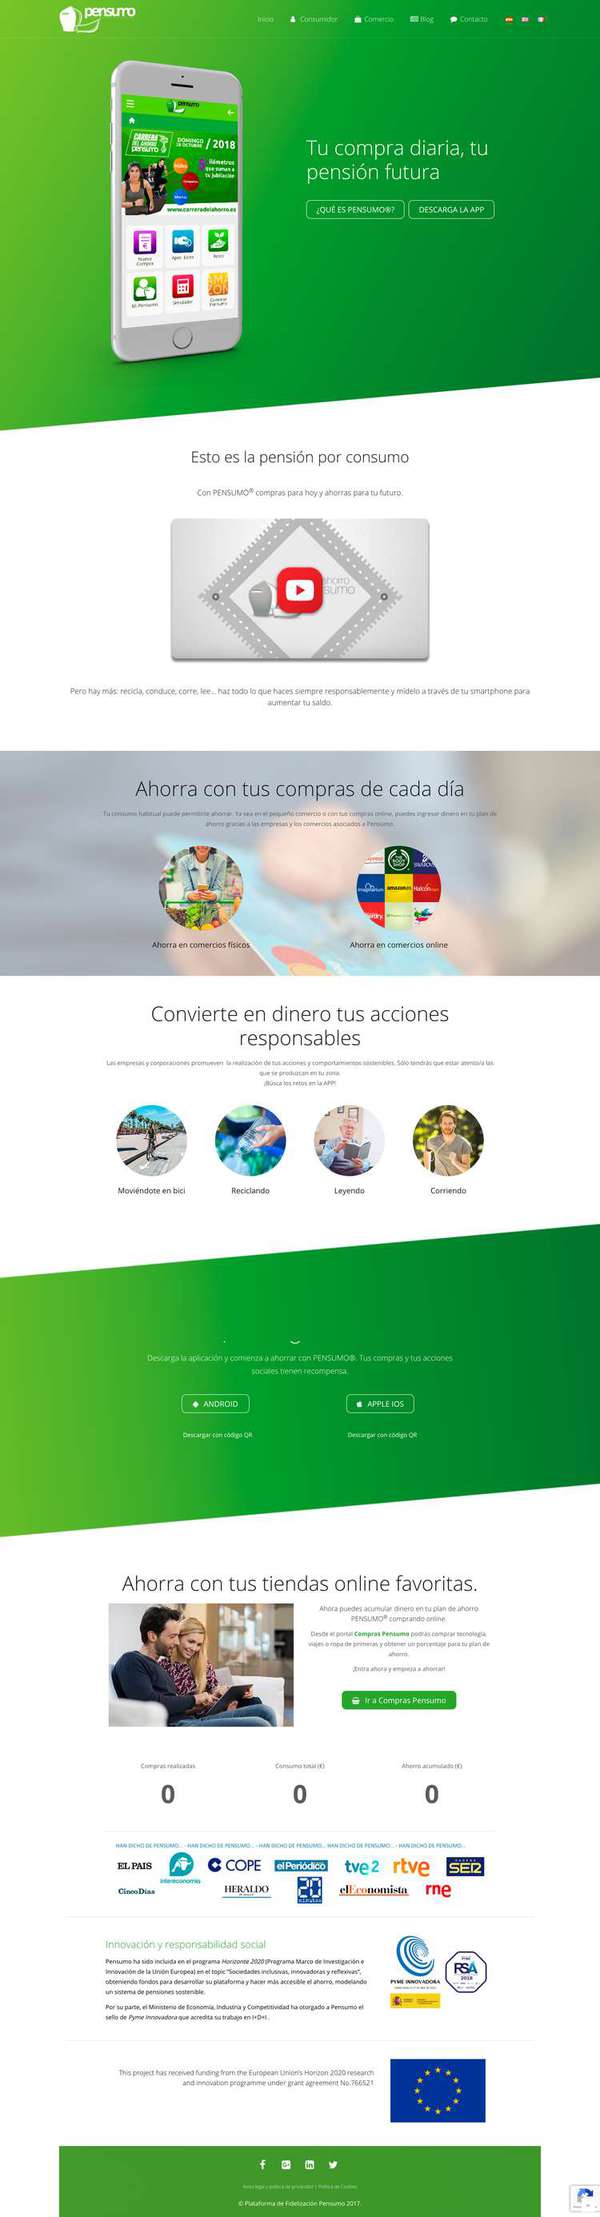 pensumo
Inicio
Consumidor
Comercio
Blog
Contacto
pensumo
CARRERA
DEL AHORRO
pensumo
DOMINGO
28 OCTUBRE
/ 2018
Kilómetros
que suman a
tu jubilación
www.carreradelahorro.es
Nueva
Compra
Retos
Mi Pensumo
Simulador
Compras
Pensumo
Tu compra diaria, tu
pensión futura
¿QUÉ ES PENSUMO®?
DESCARGA LA APP
Esto es la pensión por consumo
Con PENSUMO® compras para hoy y ahorras para tu futuro.
ahorro
sumo
Pero hay más: recicla, conduce, corre, lee... haz todo lo que haces siempre responsablemente y mídelo a través de tu smartphone para
aumentar tu saldo.
Ahorra con tus compras de cada día
Tu consumo habitual puede permitirte ahorrar. Ya sea en el pequeño comercio o con tus compras online, puedes ingresar dinero en tu plan de
ahorro gracias a las empresas y los comercios asociados a Pensumo.
THE
BODY
SHOP
Imaginarium
amazon.es
Halcón
Ahorra en comercios físicos
Ahorra en comercios online
Convierte en dinero tus acciones
responsables
Las empresas y corporaciones promueven la realización de tus acciones y comportamientos sostenibles. Sólo tendrás que estar atento/a las
que se produzcan en tu zona.
¡Busca los retos en la APP!
Moviéndote en bici
Reciclando
Leyendo
Corriendo
Descarga la aplicación y comienza a ahorrar con PENSUMO®. Tus compras y tus acciones
sociales tienen recompensa.
ANDROID
APPLE IOS
Descargar con código QR
Descargar con código QR
Ahorra con tus tiendas online favoritas.
Ahora puedes acumular dinero en tu plan de ahorro
PENSUMO® comprando online.
Desde el portal Compras Pensumo podrás comprar tecnología,
viajes o ropa de primeras y obtener un porcentaje para tu plan de
ahorro.
¡Entra ahora y empieza a ahorrar!
Ir a Compras Pensumo
Compras realizadas
Consumo total (€)
Ahorro acumulado (€)
0
0
0
HAN DICHO DE PENSUMO... - HAN DICHO DE PENSUMO... - HAN DICHO DE PENSUMO... HAN DICHO DE PENSUMO... - HAN DICHO DE PENSUMO...
EL PAIS
intereconomía
COPE
elPeriódico
tve2
rtve
SER
CincoDías
HERALDO
20
minutos
elEconomista
rne
Innovación y responsabilidad social
Pensumo ha sido incluida en el programa Horizonte 2020 (Programa Marco de Investigación e
Innovación de la Unión Europea) en el topic "Sociedades inclusivas, innovadoras y reflexivas",
obteniendo fondos para desarrollar su plataforma y hacer más accesible el ahorro, modelando
un sistema de pensiones sostenible.
Por su parte, el Ministerio de Economía, Industria y Competitividad ha otorgado a Pensumo el
sello de Pyme Innovadora que acredita su trabajo en I+D+I .
PYME INNOVADORA
RSA
2018
This project has received funding from the European Union's Horizon 2020 research
and innovation programme under grant agreement No.766521
Aviso legal y política de privacidad | Política de Cookies
© Plataforma de Fidelización Pensumo 2017.